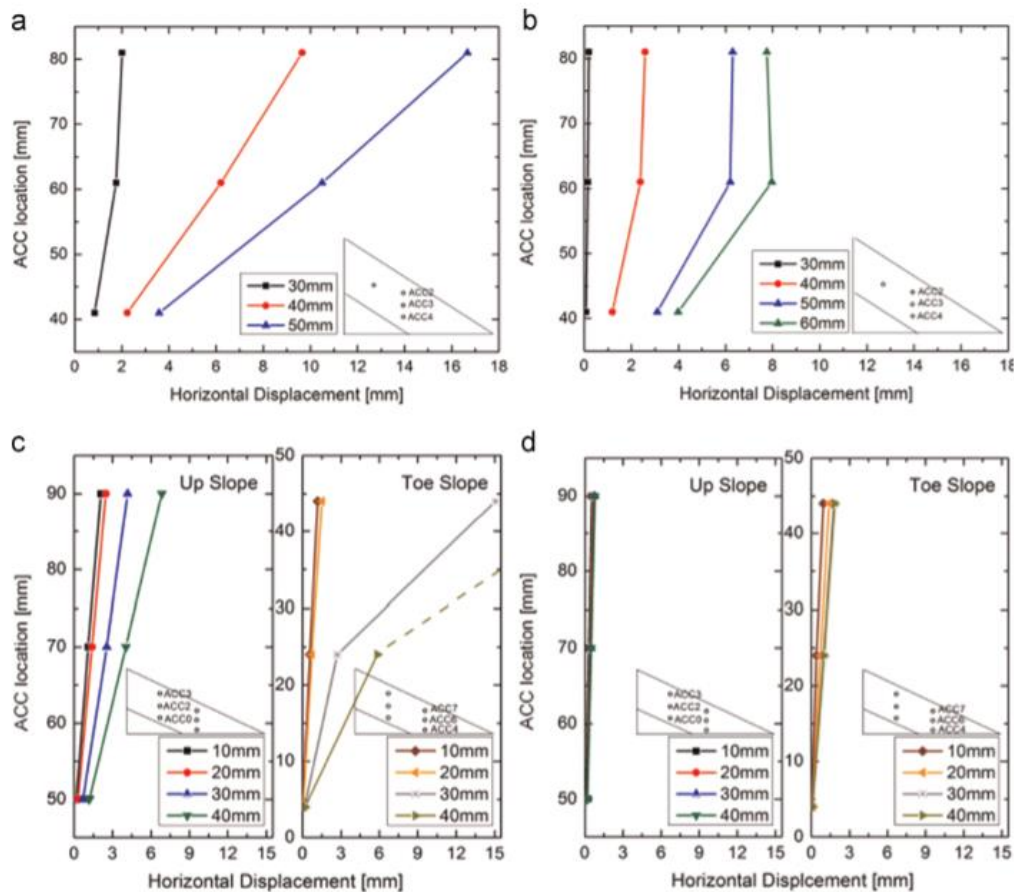 a
ACC location [mm]
80
70
60
50
40
30mm
40mm
50mm
ACC2
ACC3
ACC4
0 2 4 6 8 10 12 14 16 18
Horizontal Displacement [mm]
b
ACC location [mm]
80
70
60
50
40
30mm
40mm
50mm
60mm
ACC2
ACC3
ACC4
0 2 4 6 8 10 12 14 16 18
Horizontal Displacement [mm]
c
ACC location [mm]
Up Slope
90
80
70
60
50
ACC3
ACC2
ACC0
10mm
20mm
30mm
40mm
0 3 6 9 12 15
Toe Slope
50
40
30
20
10
0
ACC7
ACC6
ACC4
10mm
20mm
30mm
40mm
0 3 6 9 12 15
Horizontal Displacement [mm]
d
ACC location [mm]
Up Slope
90
80
70
60
50
ACC3
ACC2
ACC0
10mm
20mm
30mm
40mm
0 3 6 9 12 15
Toe Slope
50
40
30
20
10
0
ACC7
ACC6
ACC4
10mm
20mm
30mm
40mm
0 3 6 9 12 15
Horizontal Displacement [mm]